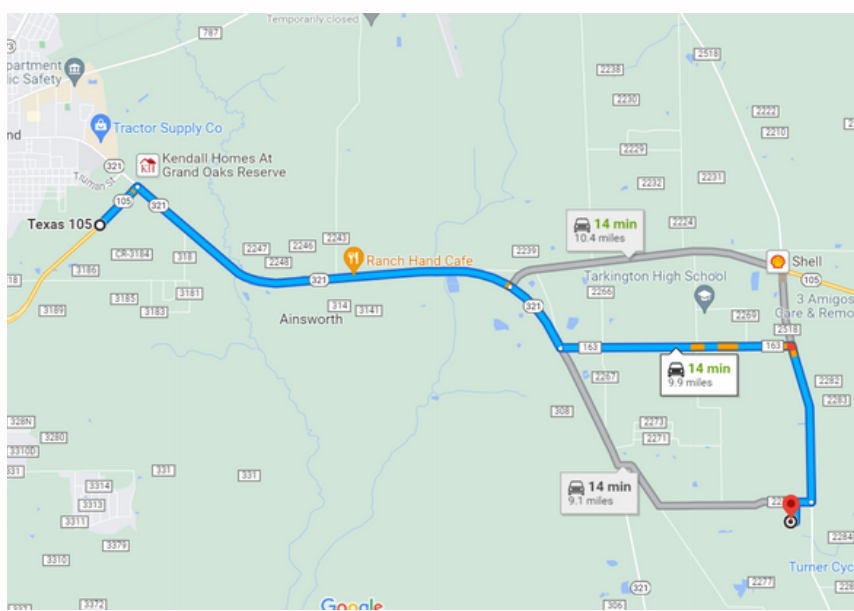 Temporarily closed
787
2518
partment
ic Safety
2238
2230
2222
2210
Tractor Supply Co
nd
321
2229
Truman St
Kendall Homes At
Grand Oaks Reserve
2232
2231
105
321
Texas 105
14 min
10.4 miles
2224
2243
2246
2247
2248
2239
CR-3184
318
Ranch Hand Cafe
Shell
18
3186
321
Tarkington High School
105
3181
3185
3183
3189
314
3141
321
2266
3 Amigos
Care & Remo
Ainsworth
2269
2518
163
163
14 min
9.9 miles
2267
2282
2283
308
328N
3280
2273
2271
3310D
331
331
331
3314
3313
3311
14 min
9.1 miles
3379
2284
3310
Turner Cyc
2277
321
228
337
3372
Google
306